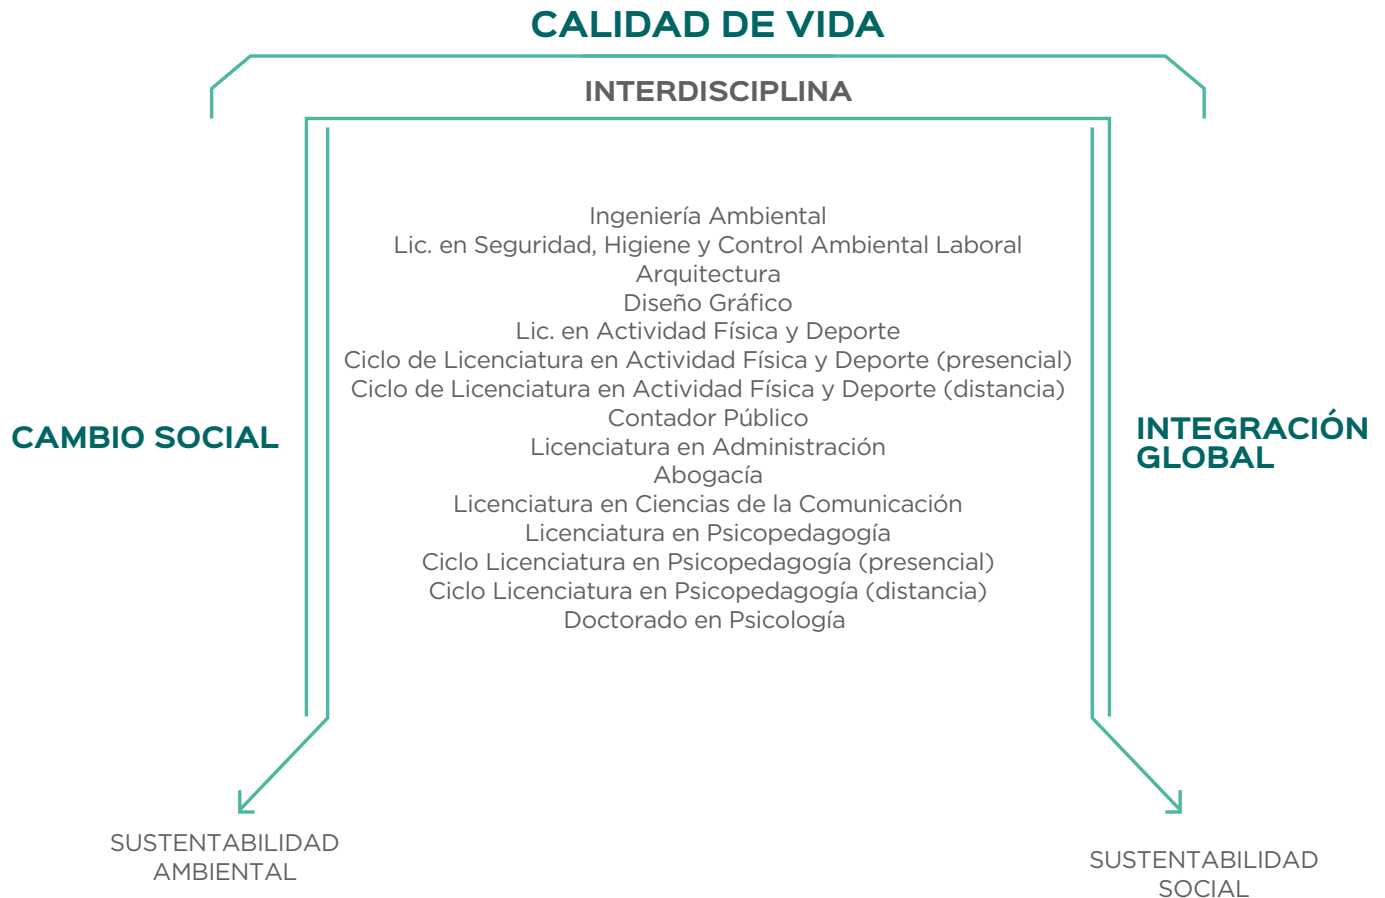 CALIDAD DE VIDA
INTERDISCIPLINA
Ingeniería Ambiental
Lic. en Seguridad, Higiene y Control Ambiental Laboral
Arquitectura
Diseño Gráfico
Lic. en Actividad Física y Deporte
Ciclo de Licenciatura en Actividad Física y Deporte (presencial)
Ciclo de Licenciatura en Actividad Física y Deporte (distancia)
Contador Público
Licenciatura en Administración
Abogacía
Licenciatura en Ciencias de la Comunicación
Licenciatura en Psicopedagogía
Ciclo Licenciatura en Psicopedagogía (presencial)
Ciclo Licenciatura en Psicopedagogía (distancia)
Doctorado en Psicología
CAMBIO SOCIAL
INTEGRACIÓN
GLOBAL
SUSTENTABILIDAD
AMBIENTAL
SUSTENTABILIDAD
SOCIAL